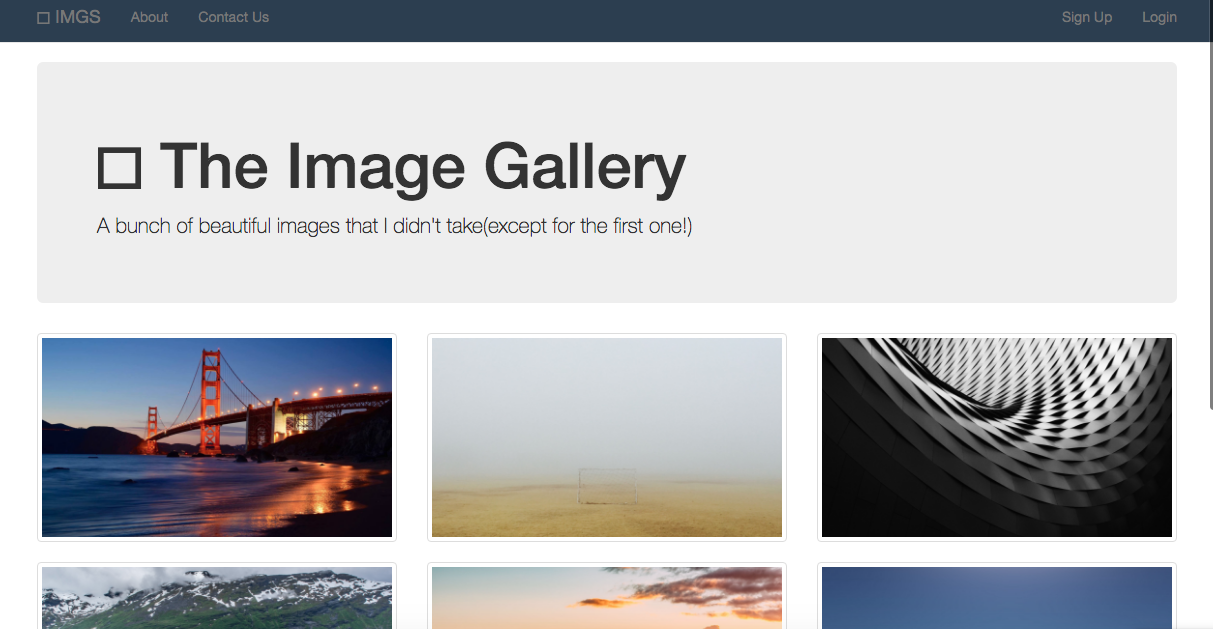 IMGS
About
Contact Us
Sign Up
Login
The Image Gallery
A bunch of beautiful images that I didn't take(except for the first one!)